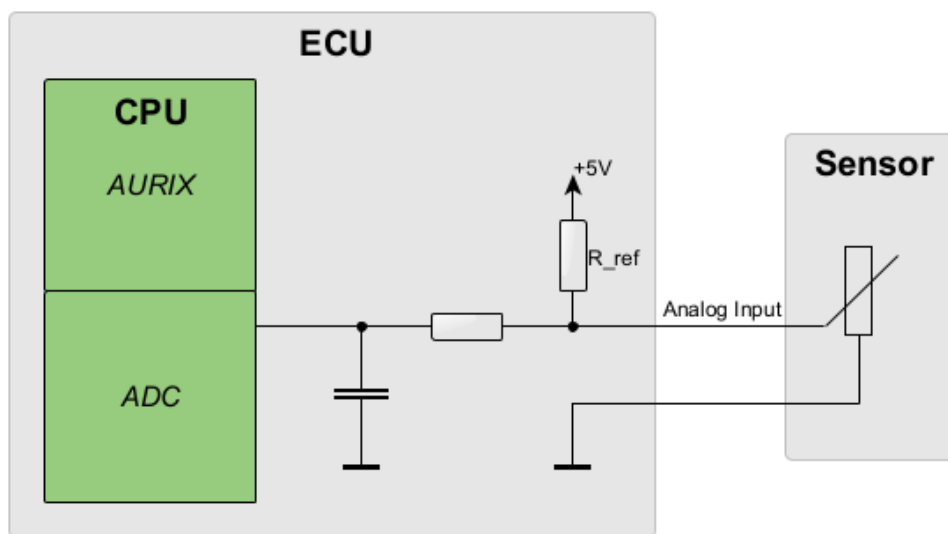 ECU
CPU
AURIX
ADC
+5V
R_ref
Analog Input
Sensor